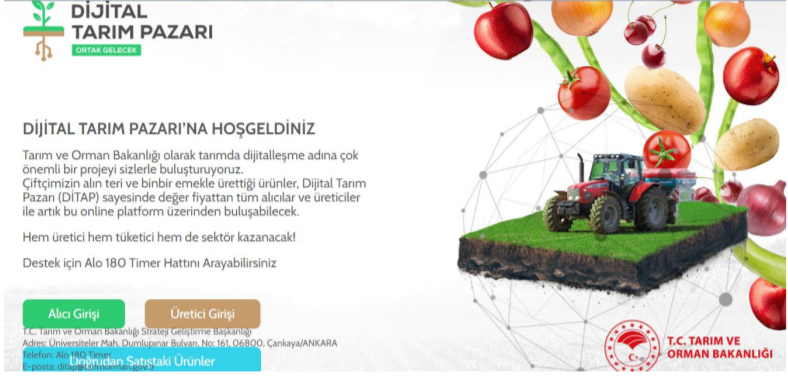 DİJİTAL
TARIM PAZARI
ORTAK GELECEK
DİJİTAL TARIM PAZARI'NA HOŞGELDİNİZ
Tarım ve Orman Bakanlığı olarak tarımda dijitalleşme adına çok
önemli bir projeyi sizlerle buluşturuyoruz.
Çiftçimizin alın teri ve binbir emekle ürettiği ürünler, Dijital Tarım
Pazarı (DİTAP) sayesinde değer fiyattan tüm alıcılar ve üreticiler
ile artık bu online platform üzerinden buluşabilecek.
Hem üretici hem tüketici hem de sektör kazanacak!
Destek için Alo 180 Timer Hattını Arayabilirsiniz
Alıcı Girişi
Üretici Girişi
T.C. Tarım ve Orman Bakanlığı Strateji Geliştirme Başkanlığı
Adres: Üniversiteler Mah. Dumlupınar Bulvarı, No: 161, 06800, Çankaya/ANKARA
Telefon: Alo 180 Timer
Doğrudan Satıştaki Ürünler
E-posta: ditap@tarimorman.gov.tr
T.C. TARIM VE
ORMAN BAKANLIĞI